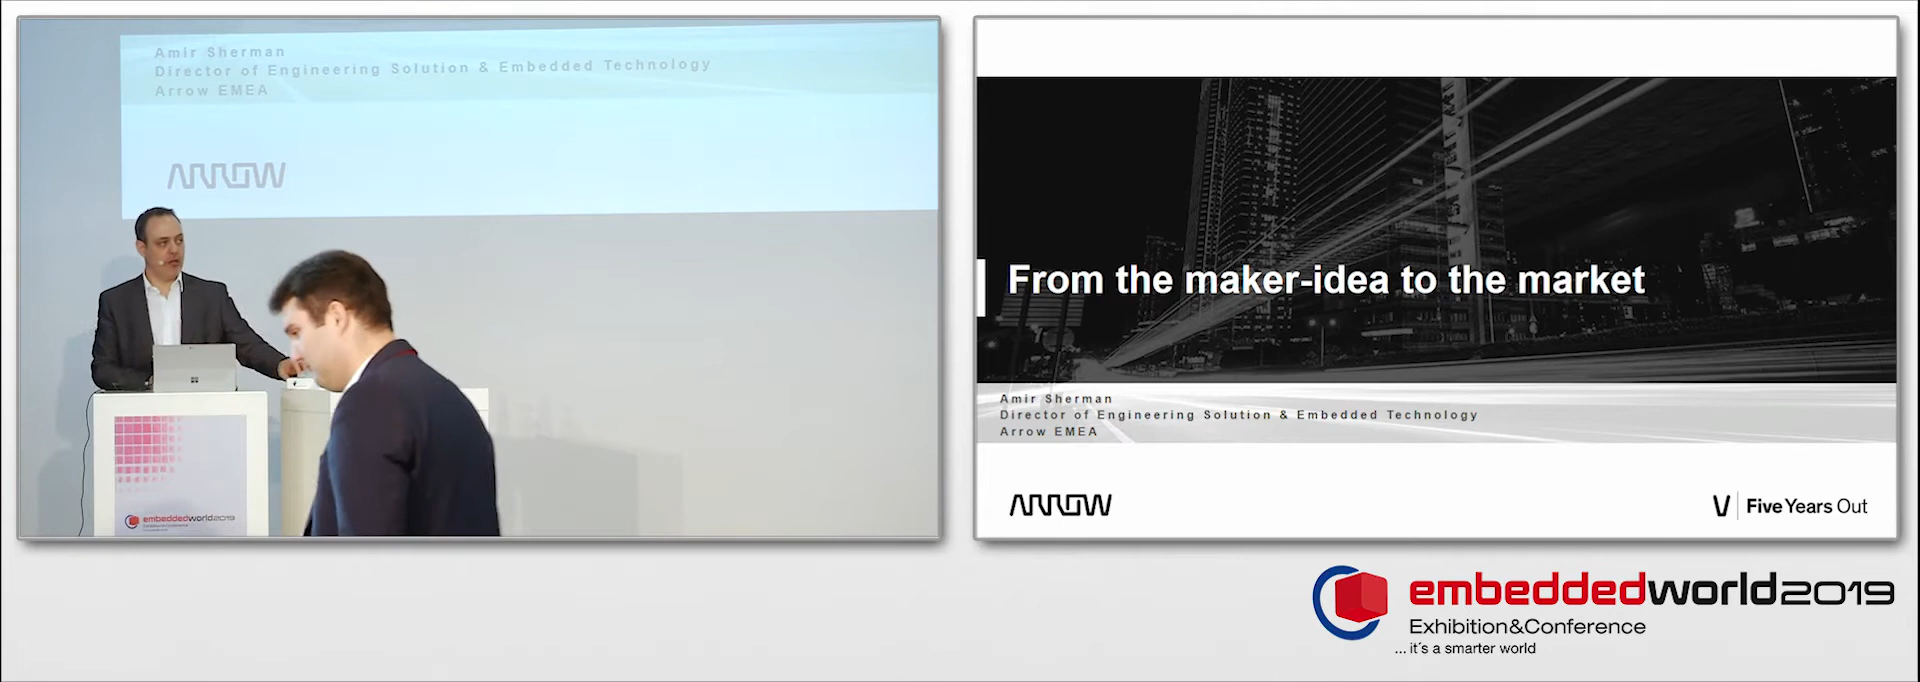 Amir Sherman
Director of Engineering Solution & Embedded Technology
Arrow EMEA
ARROW
embeddedworld2019
From the maker-idea to the market
Amir Sherman
Director of Engineering Solution & Embedded Technology
Arrow EMEA
ARROW
V | Five Years Out
embeddedworld2019
Exhibition&Conference
... it's a smarter world